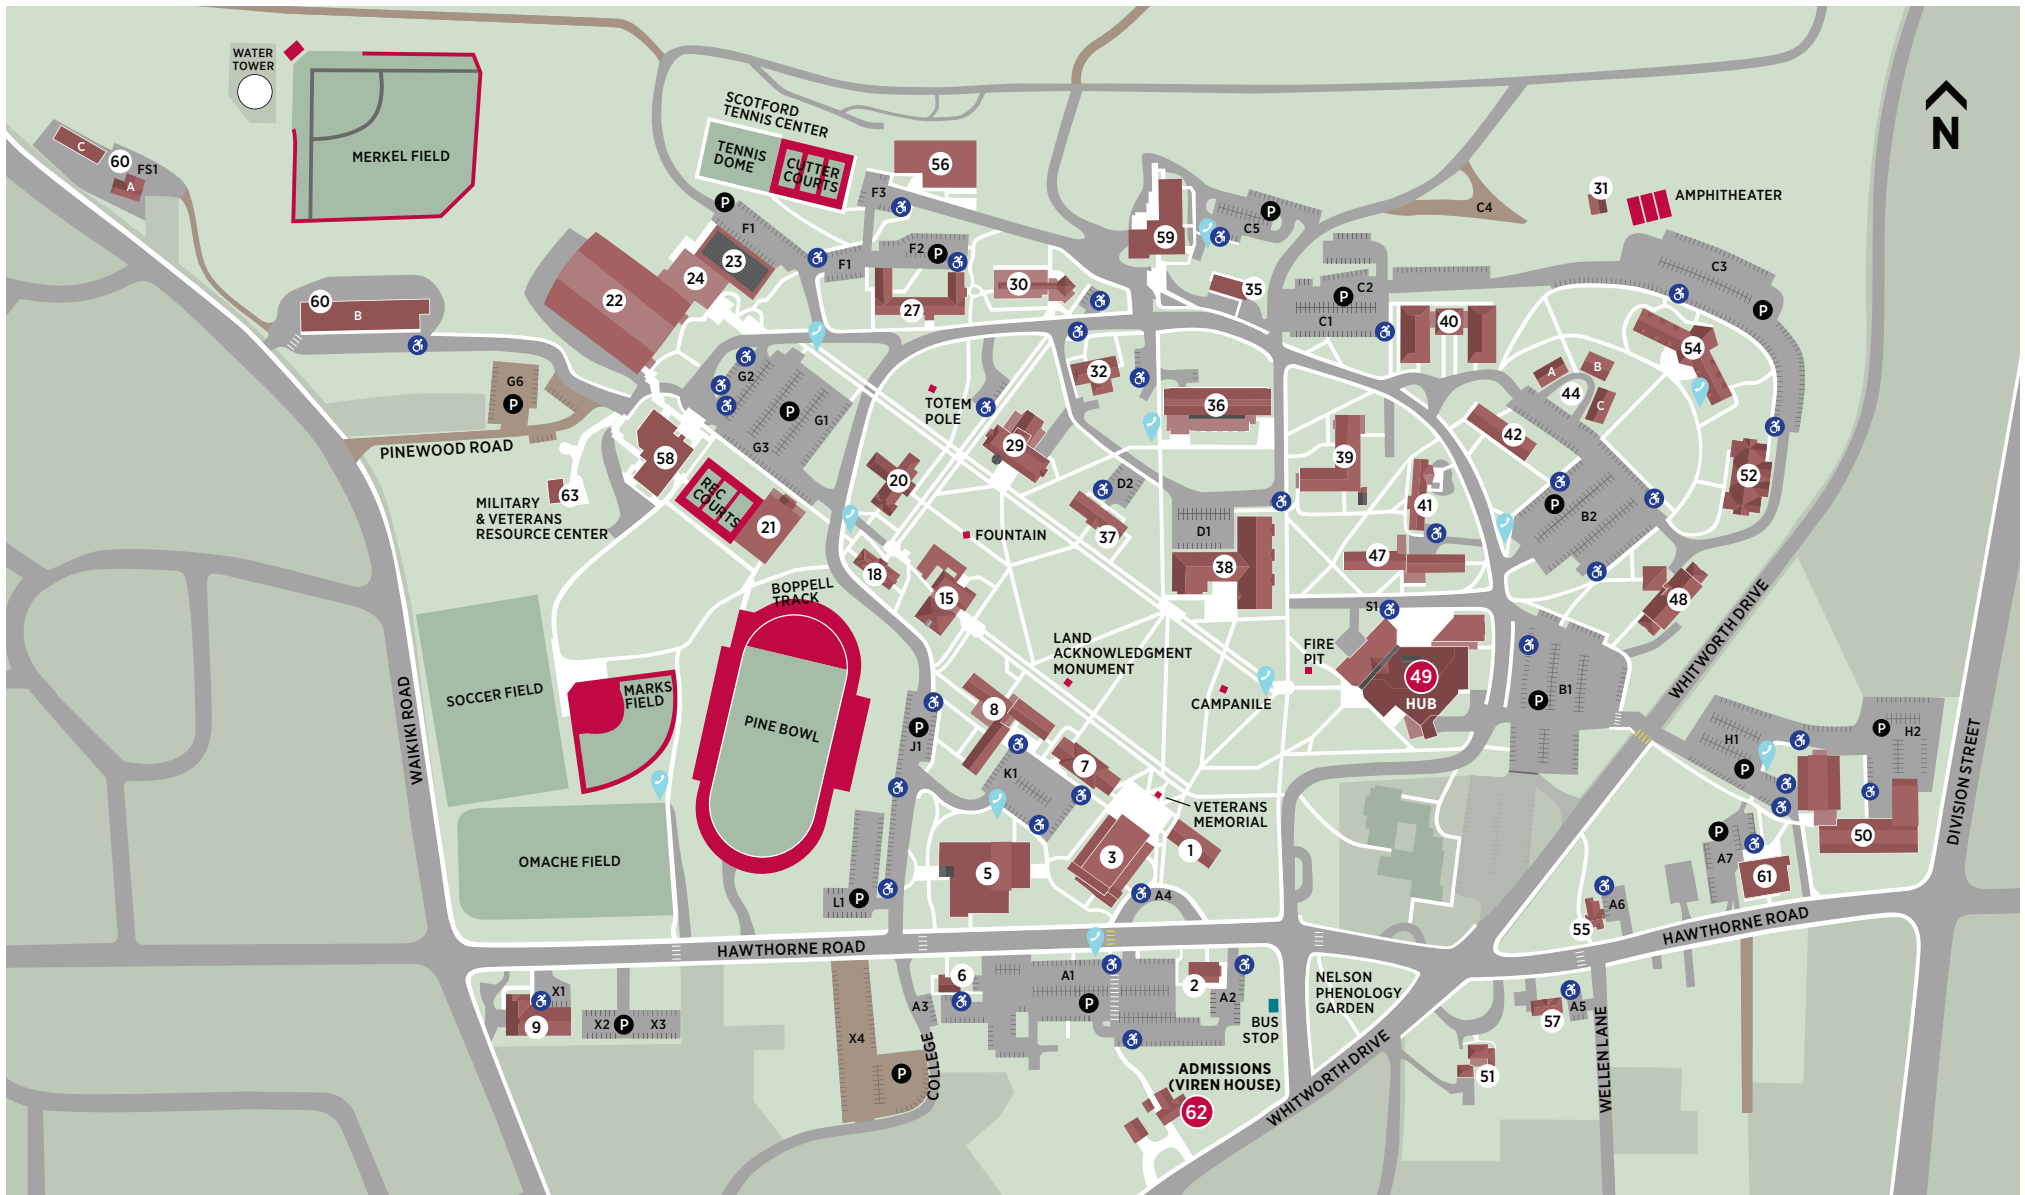 WATER
TOWER
MERKEL FIELD
C
60
A
FS1
SCOTFORD
TENNIS CENTER
TENNIS
DOME
CUTTER
COURTS
56
F3
P
F1
23
24
22
F1
F2
P
27
30
59
C5
P
35
C4
31
AMPHITHEATER
N
C3
P
C2
P
C1
40
54
60
B
G6
P
PINEWOOD ROAD
G2
P
G1
G3
58
63
MILITARY
& VETERANS
RESOURCE CENTER
REC
COURTS
21
TOTEM
POLE
32
29
20
36
39
42
44
A
B
C
52
41
P
B2
D2
37
FOUNTAIN
D1
38
47
48
18
15
BOPPELL
TRACK
S1
SOCCER FIELD
MARKS
FIELD
PINE BOWL
OMACHE FIELD
WAIKIKI ROAD
LAND
ACKNOWLEDGMENT
MONUMENT
FIRE
PIT
49
HUB
CAMPANILE
8
P
J1
K1
7
P
B1
WHITWORTH DRIVE
H1
P
P
H2
DIVISION STREET
VETERANS
MEMORIAL
1
3
5
A4
L1
P
50
P
A7
61
A6
55
HAWTHORNE ROAD
HAWTHORNE ROAD
6
A1
P
2
A2
A3
BUS
STOP
NELSON
PHENOLOGY
GARDEN
X1
9
X2
P
X3
X4
P
COLLEGE
57
A5
51
WELLEN LANE
ADMISSIONS
(VIREN HOUSE)
62
WHITWORTH DRIVE